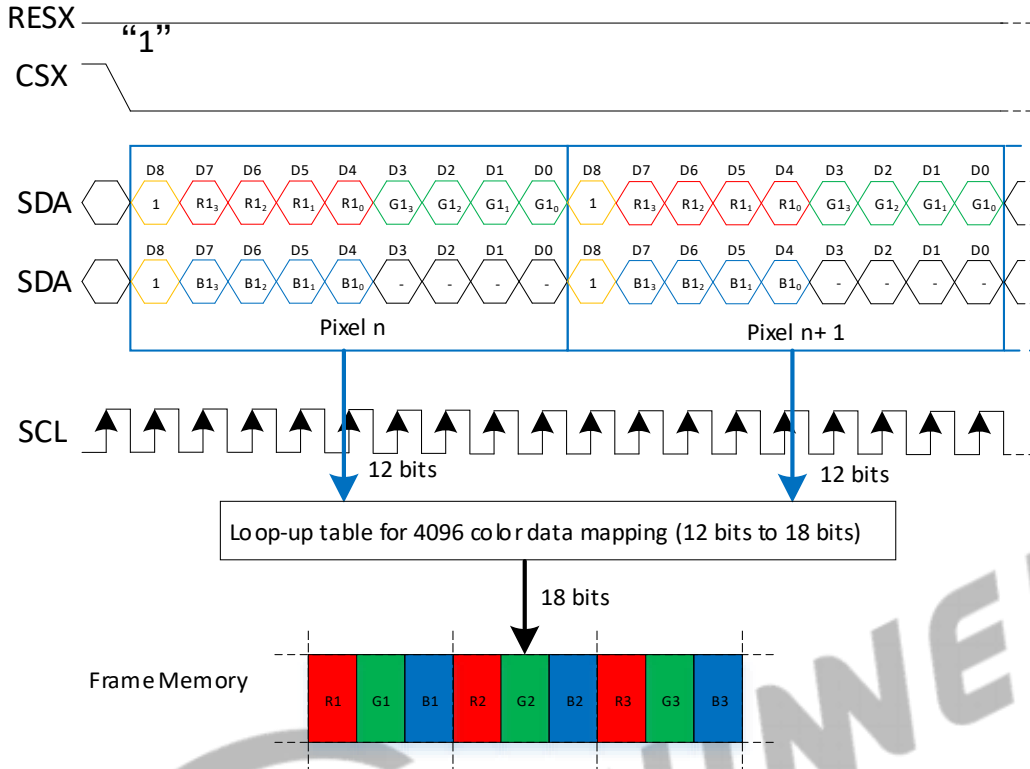 RESX
“1”
CSX
D8 D7 D6 D5 D4 D3 D2 D1 D0 D8 D7 D6 D5 D4 D3 D2 D1 D0
SDA 1 R1₃ R1₂ R1₁ R1₀ G1₃ G1₂ G1₁ G1₀ 1 R1₃ R1₂ R1₁ R1₀ G1₃ G1₂ G1₁ G1₀
D8 D7 D6 D5 D4 D3 D2 D1 D0 D8 D7 D6 D5 D4 D3 D2 D1 D0
SDA 1 B1₃ B1₂ B1₁ B1₀ - - - - 1 B1₃ B1₂ B1₁ B1₀ - - - -
Pixel n Pixel n+ 1
SCL
12 bits 12 bits
Loop-up table for 4096 color data mapping (12 bits to 18 bits)
18 bits
Frame Memory
R1 G1 B1 R2 G2 B2 R3 G3 B3